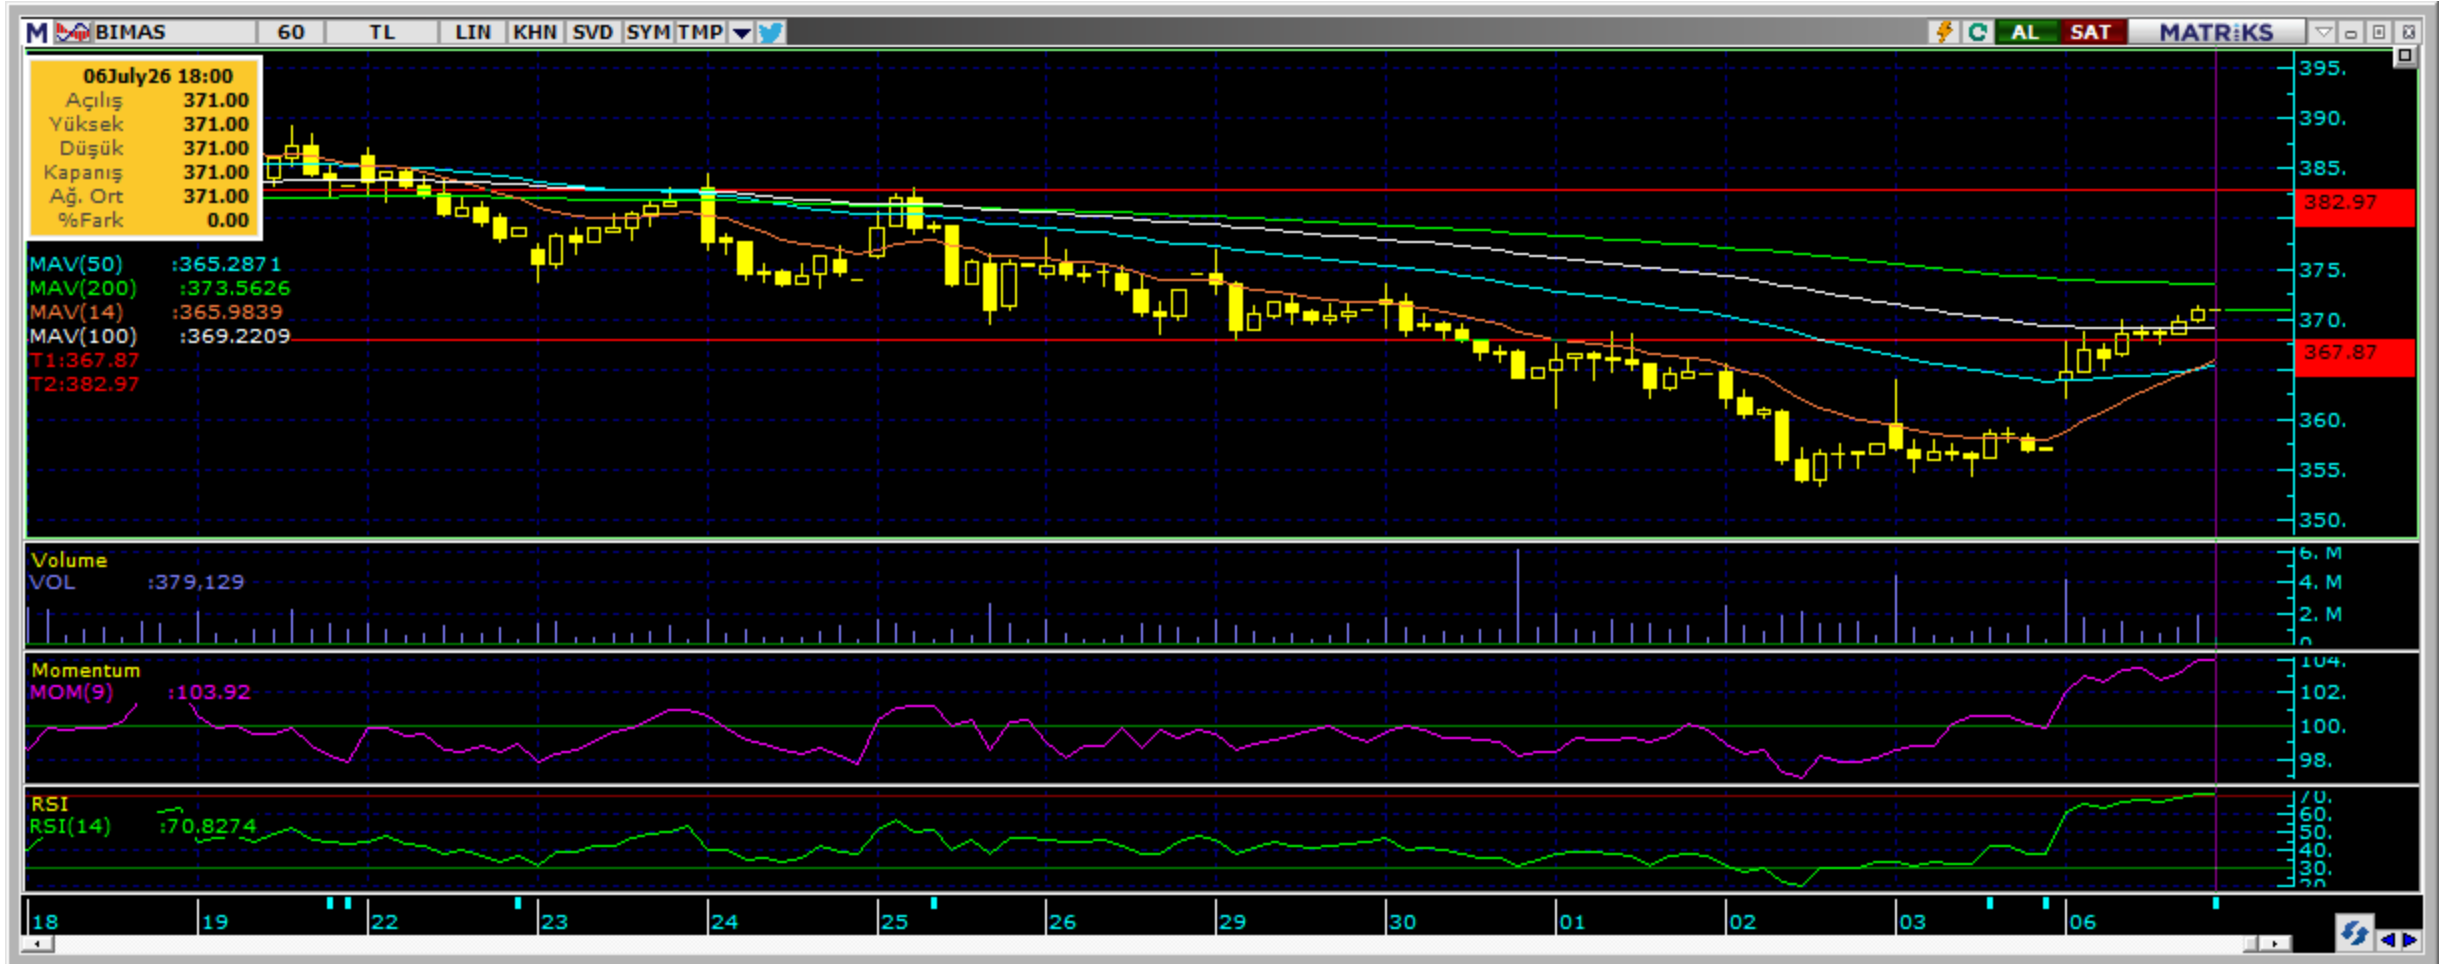 M BIMAS 60 TL LIN KHN SVD SYM TMP AL SAT MATRİKS
06July26 18:00
Açılış 371.00
Yüksek 371.00
Düşük 371.00
Kapanış 371.00
Ağ. Ort 371.00
%Fark 0.00
MAV(50) :365.2871
MAV(200) :373.5626
MAV(14) :365.9839
MAV(100) :369.2209
T1:367.87
T2:382.97
395.
390.
385.
382.97
375.
370.
367.87
360.
355.
350.
Volume
VOL :379,129
6. M
4. M
2. M
0
Momentum
MOM(9) :103.92
104.
102.
100.
98.
RSI
RSI(14) :70.8274
70.
60.
50.
40.
30.
20
18 19 22 23 24 25 26 29 30 01 02 03 06